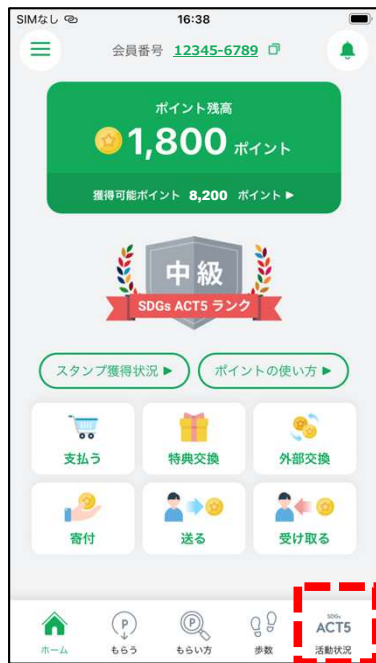 SIMなし 16:38
会員番号 12345-6789
ポイント残高
1,800 ポイント
獲得可能ポイント 8,200 ポイント ▶
中級
SDGs ACT5 ランク
スタンプ獲得状況 ▶ ポイントの使い方 ▶
支払う 特典交換 外部交換
寄付 送る 受け取る
P P SDGs
ACT5
ホーム もらう もらい方 歩数 活動状況